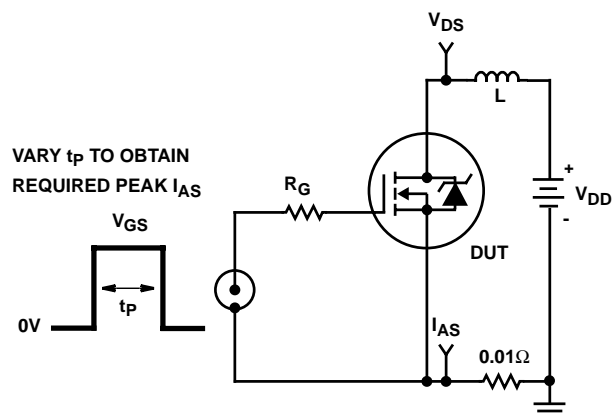 VDS
L
VARY tP TO OBTAIN
REQUIRED PEAK IAS
RG
+
VDD
-
VGS
DUT
tP
0V
IAS
0.01Ω